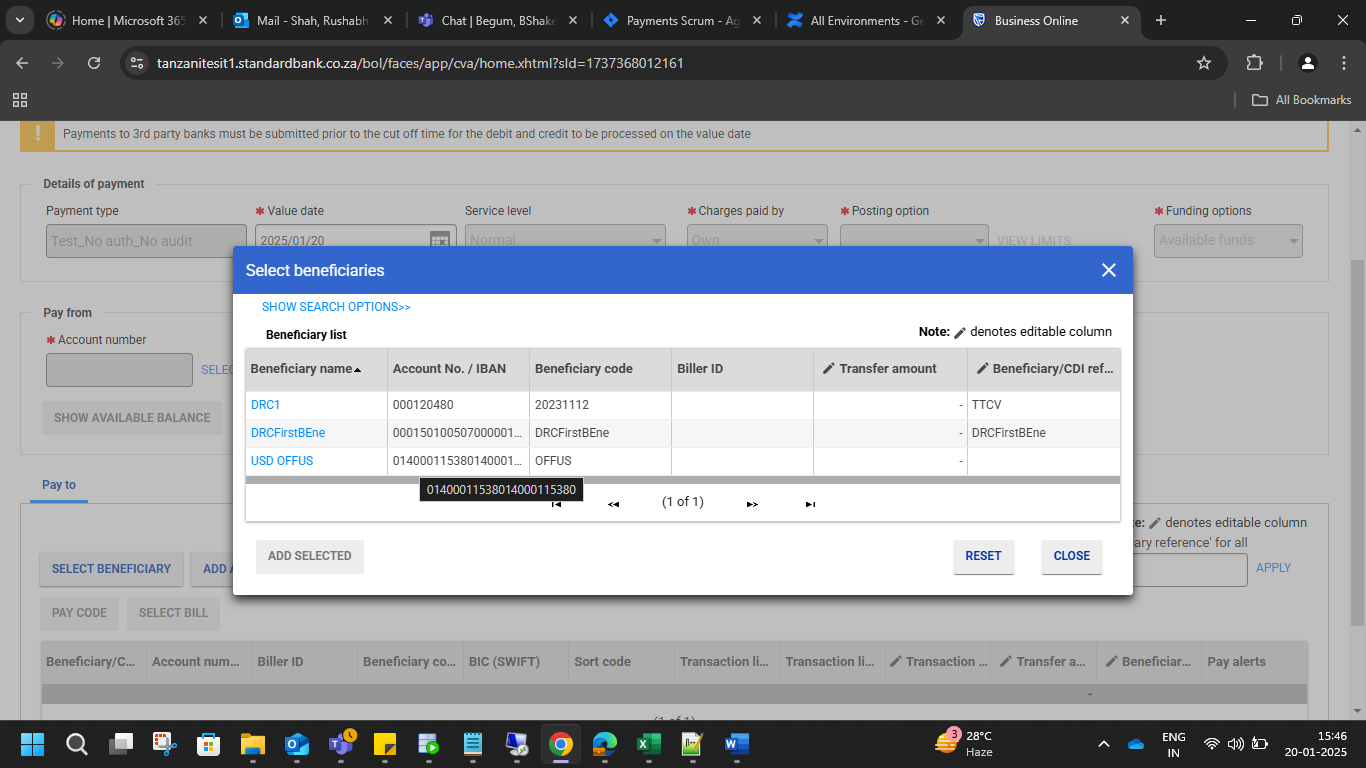 Home | Microsoft 365
Mail - Shah, Rushabh
Chat | Begum, BShake
Payments Scrum - Ag
All Environments - Ge
Business Online
tanzanitesit1.standardbank.co.za/bol/faces/app/cva/home.xhtml?sId=1737368012161
All Bookmarks
! Payments to 3rd party banks must be submitted prior to the cut off time for the debit and credit to be processed on the value date
Details of payment
Payment type * Value date Service level * Charges paid by * Posting option * Funding options
Test_No auth_No audit 2025/01/20 Normal Own VIEW LIMITS Available funds
Select beneficiaries
SHOW SEARCH OPTIONS>>
Beneficiary list
Note: denotes editable column
Beneficiary name Account No. / IBAN Beneficiary code Biller ID Transfer amount Beneficiary/CDI ref...
DRC1 000120480 20231112 - TTCV
DRCFirstBEne 000150100507000001... DRCFirstBEne - DRCFirstBEne
USD OFFUS 014000115380140001... OFFUS -
01400011538014000115380
(1 of 1)
ADD SELECTED RESET CLOSE
Pay from
* Account number
SELEC
SHOW AVAILABLE BALANCE
Pay to
te: denotes editable column
ary reference' for all
SELECT BENEFICIARY ADD A APPLY
PAY CODE SELECT BILL
Beneficiary/C... Account num... Biller ID Beneficiary co... BIC (SWIFT) Sort code Transaction li... Transaction li... Transaction ... Transfer a... Beneficiar... Pay alerts
-
(1 of 1)
3 28°C
Haze
ENG
IN
15:46
20-01-2025